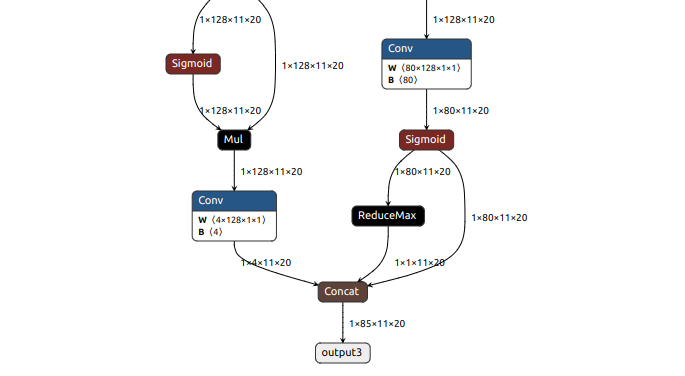 1×128×11×20
1×128×11×20
Conv
W ⟨80×128×1×1⟩
B ⟨80⟩
Sigmoid
1×128×11×20
1×128×11×20
1×80×11×20
Mul
Sigmoid
1×128×11×20
1×80×11×20
Conv
W ⟨4×128×1×1⟩
B ⟨4⟩
ReduceMax
1×80×11×20
1×4×11×20
1×1×11×20
Concat
1×85×11×20
output3